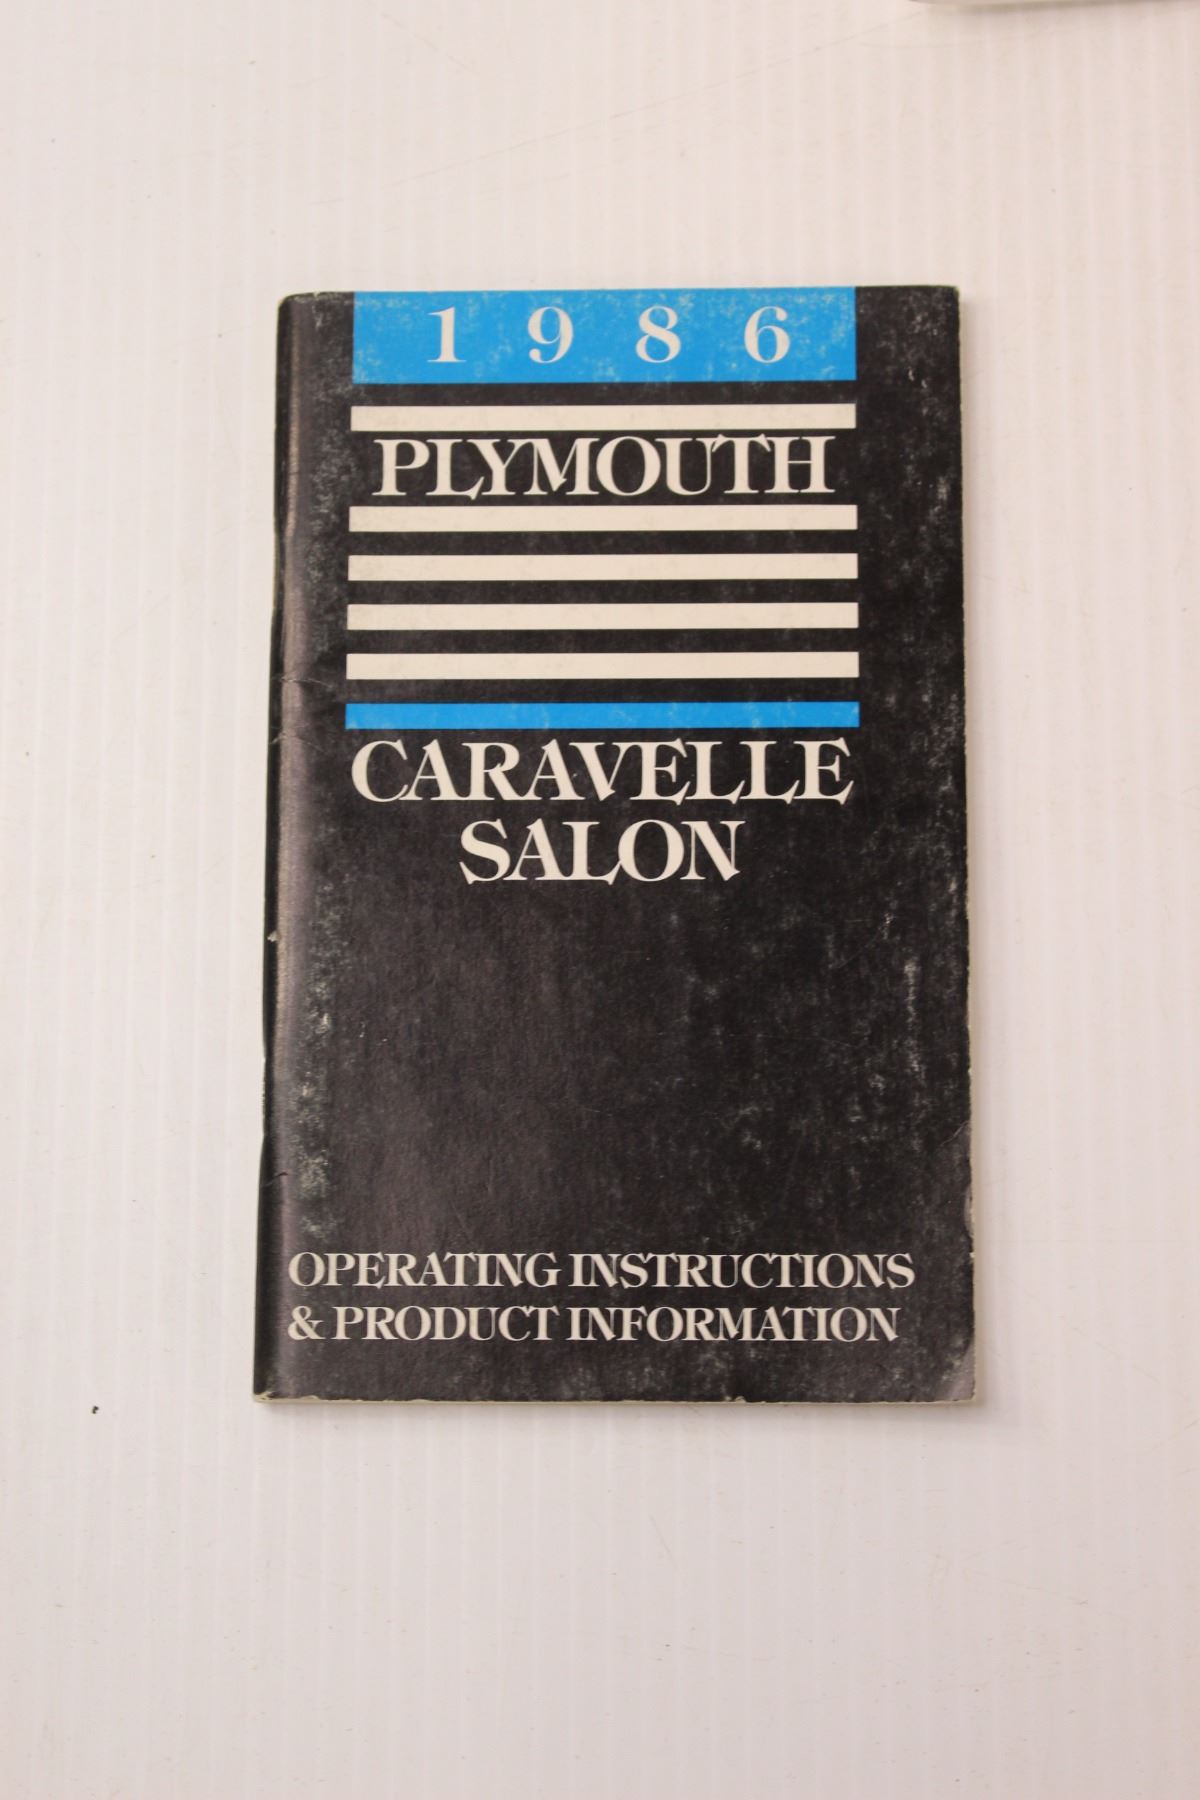 1986
PLYMOUTH
CARAVELLE
SALON
OPERATING INSTRUCTIONS
& PRODUCT INFORMATION